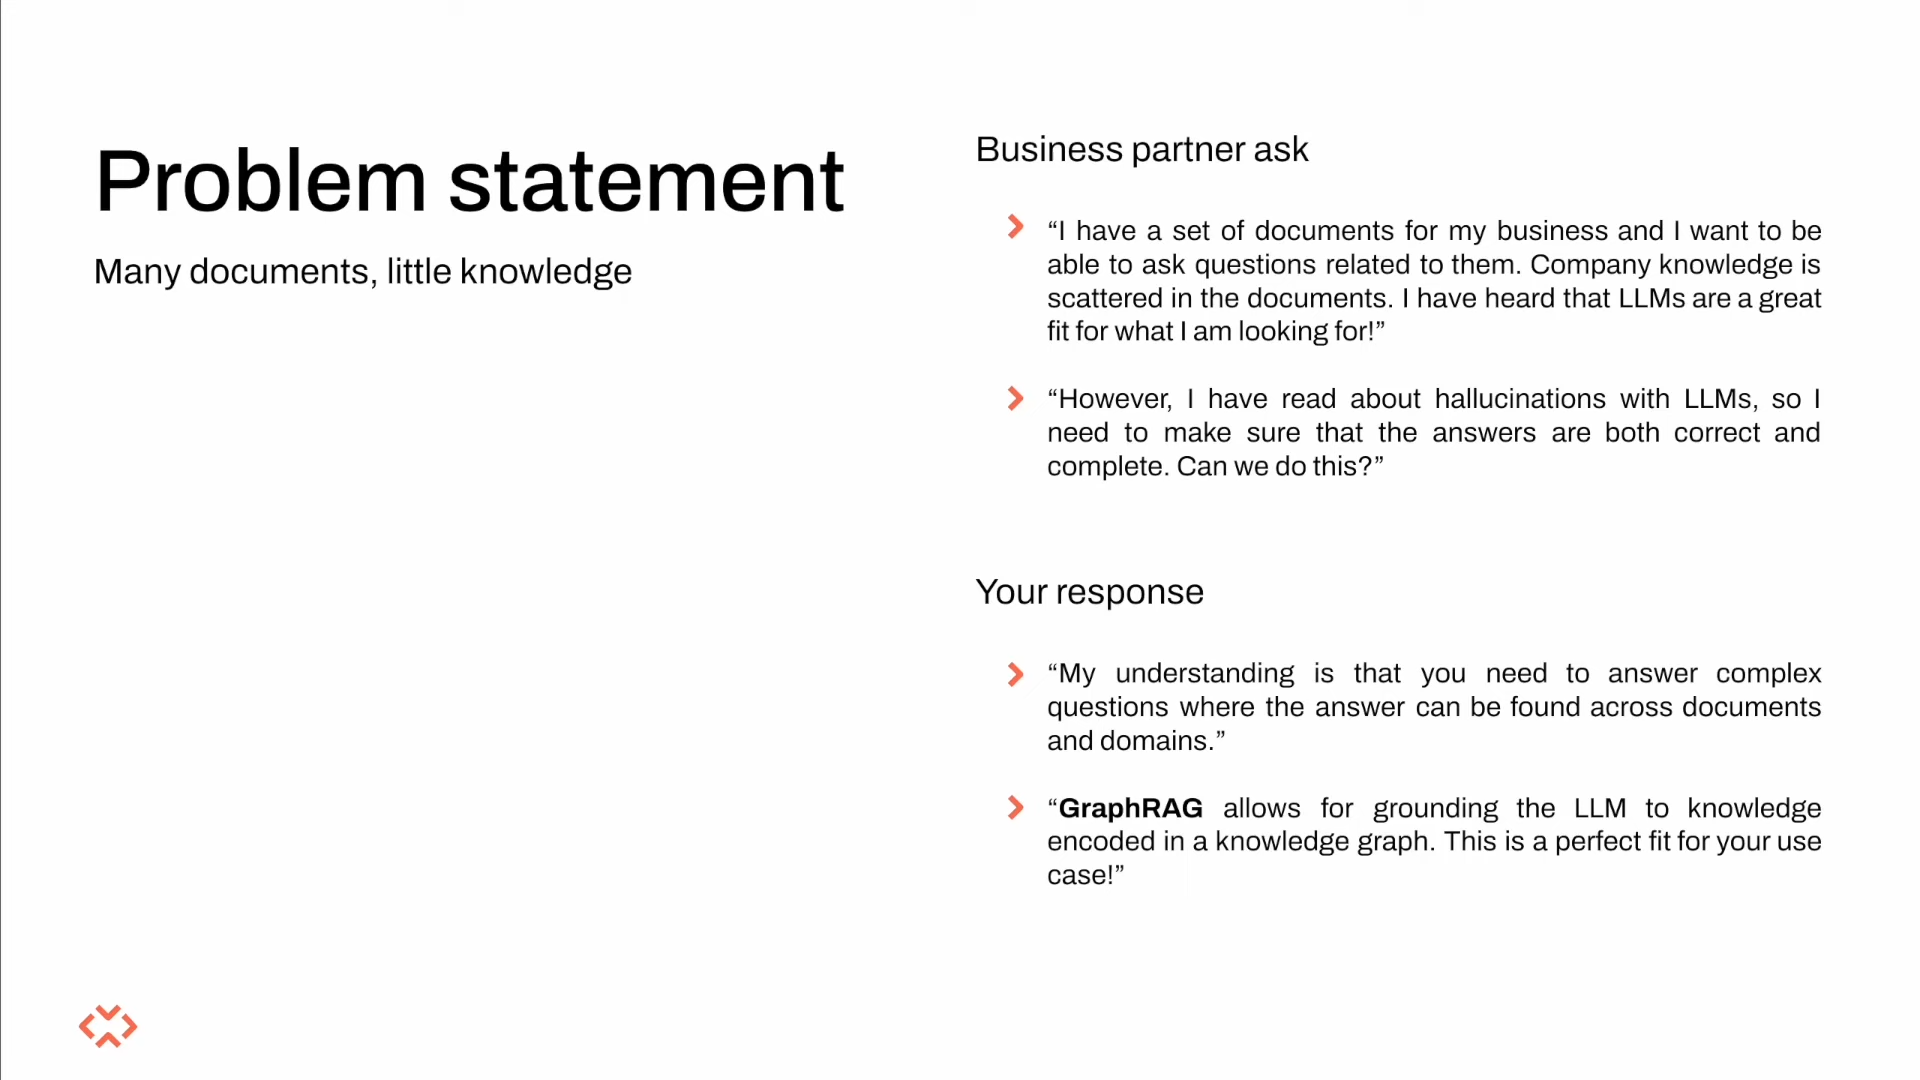 Problem statement
Many documents, little knowledge
Business partner ask
“I have a set of documents for my business and I want to be
able to ask questions related to them. Company knowledge is
scattered in the documents. I have heard that LLMs are a great
fit for what I am looking for!”
“However, I have read about hallucinations with LLMs, so I
need to make sure that the answers are both correct and
complete. Can we do this?”
Your response
“My understanding is that you need to answer complex
questions where the answer can be found across documents
and domains.”
“GraphRAG allows for grounding the LLM to knowledge
encoded in a knowledge graph. This is a perfect fit for your use
case!”